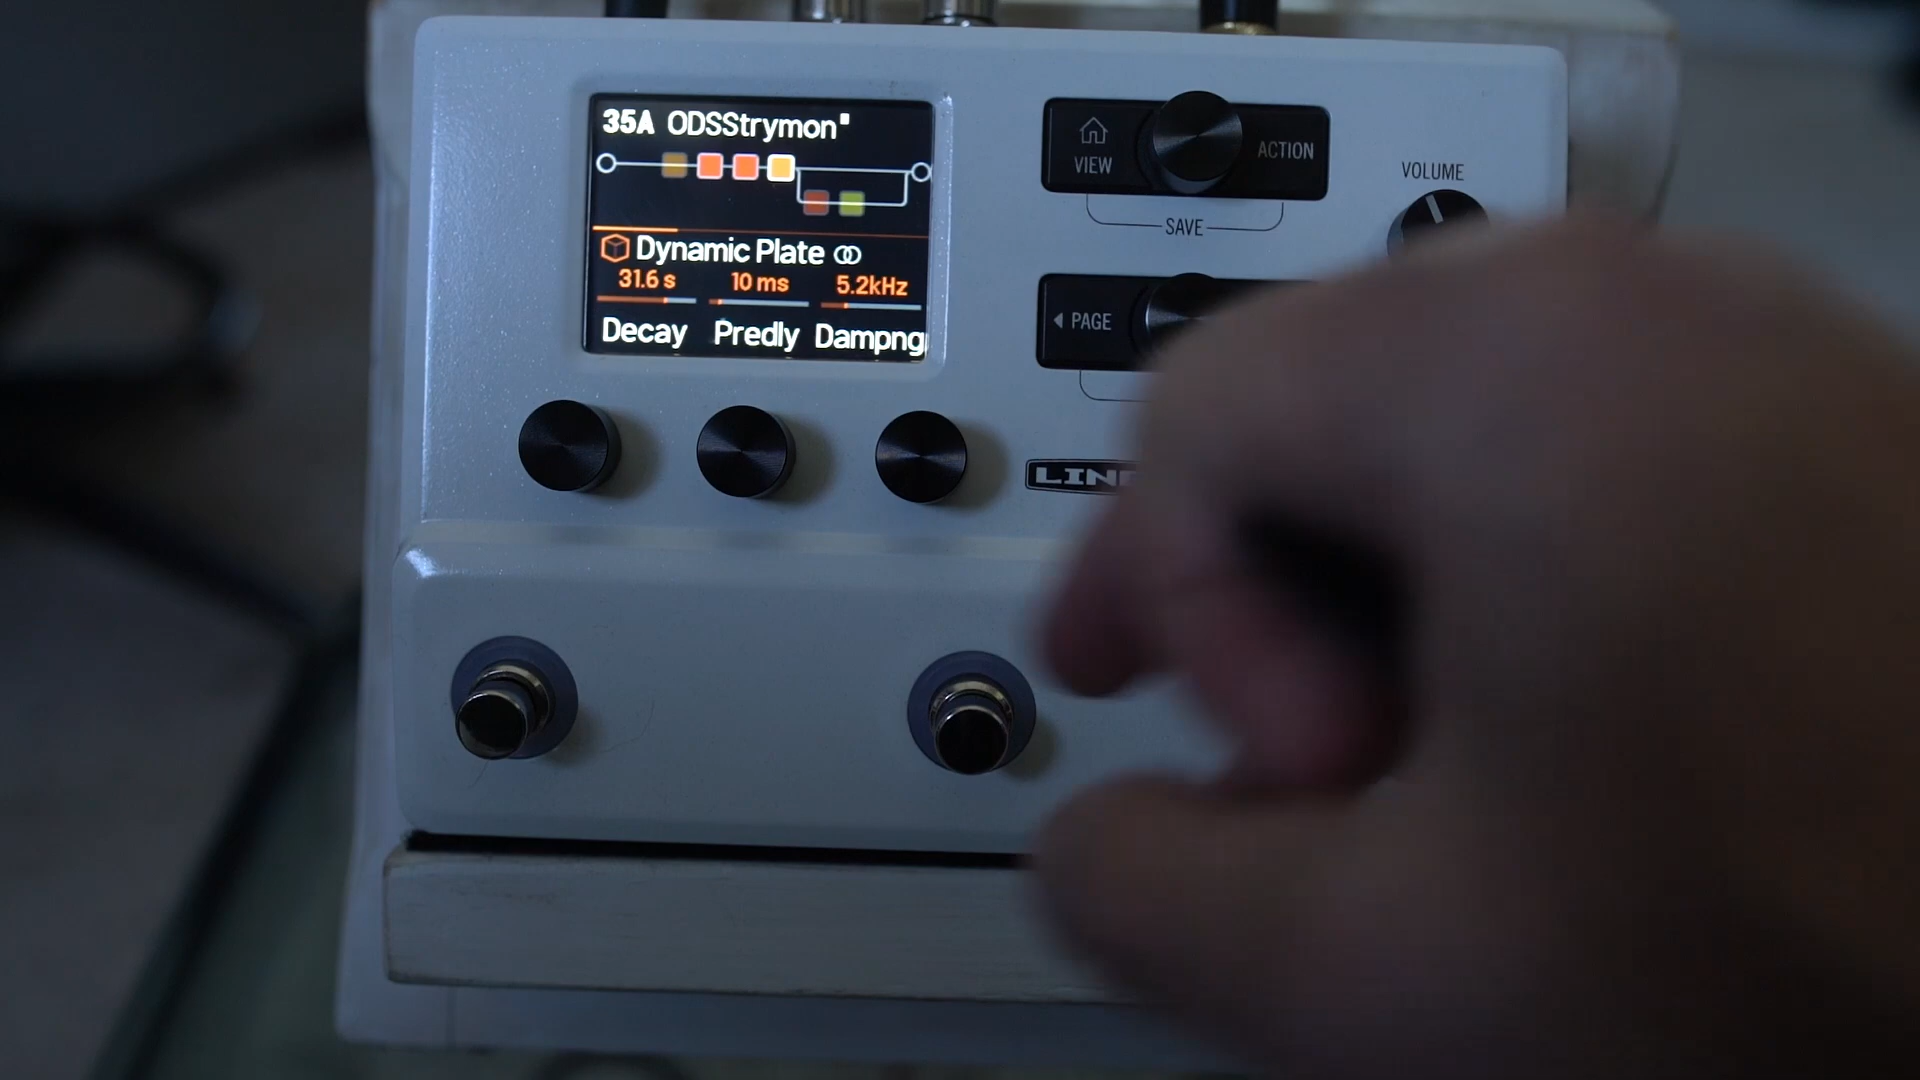 35A ODSStrymon
Dynamic Plate
31.6 s 10 ms 5.2kHz
Decay Predly Dampng
VIEW
ACTION
SAVE
VOLUME
PAGE